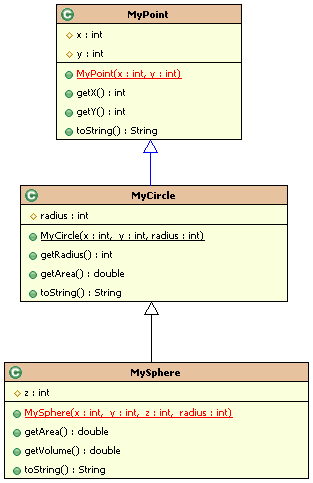 MyPoint
x : int
y : int
MyPoint(x : int, y : int)
getX() : int
getY() : int
toString() : String
MyCircle
radius : int
MyCircle(x : int, y : int, radius : int)
getRadius() : int
getArea() : double
toString() : String
MySphere
z : int
MySphere(x : int, y : int, z : int, radius : int)
getArea() : double
getVolume() : double
toString() : String